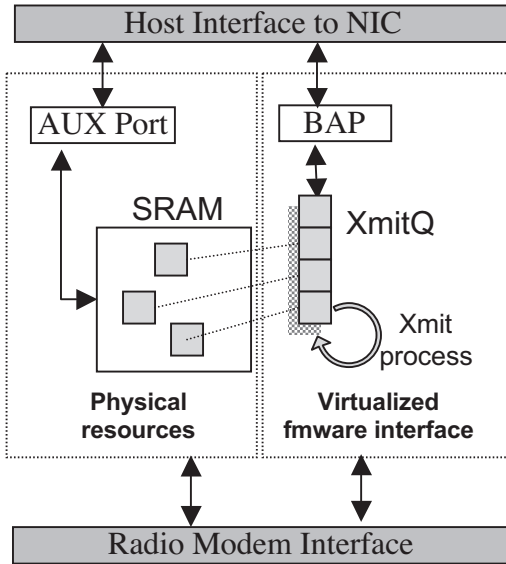 Host Interface to NIC
AUX Port
BAP
SRAM
XmitQ
Xmit
process
Physical
resources
Virtualized
fmware interface
Radio Modem Interface